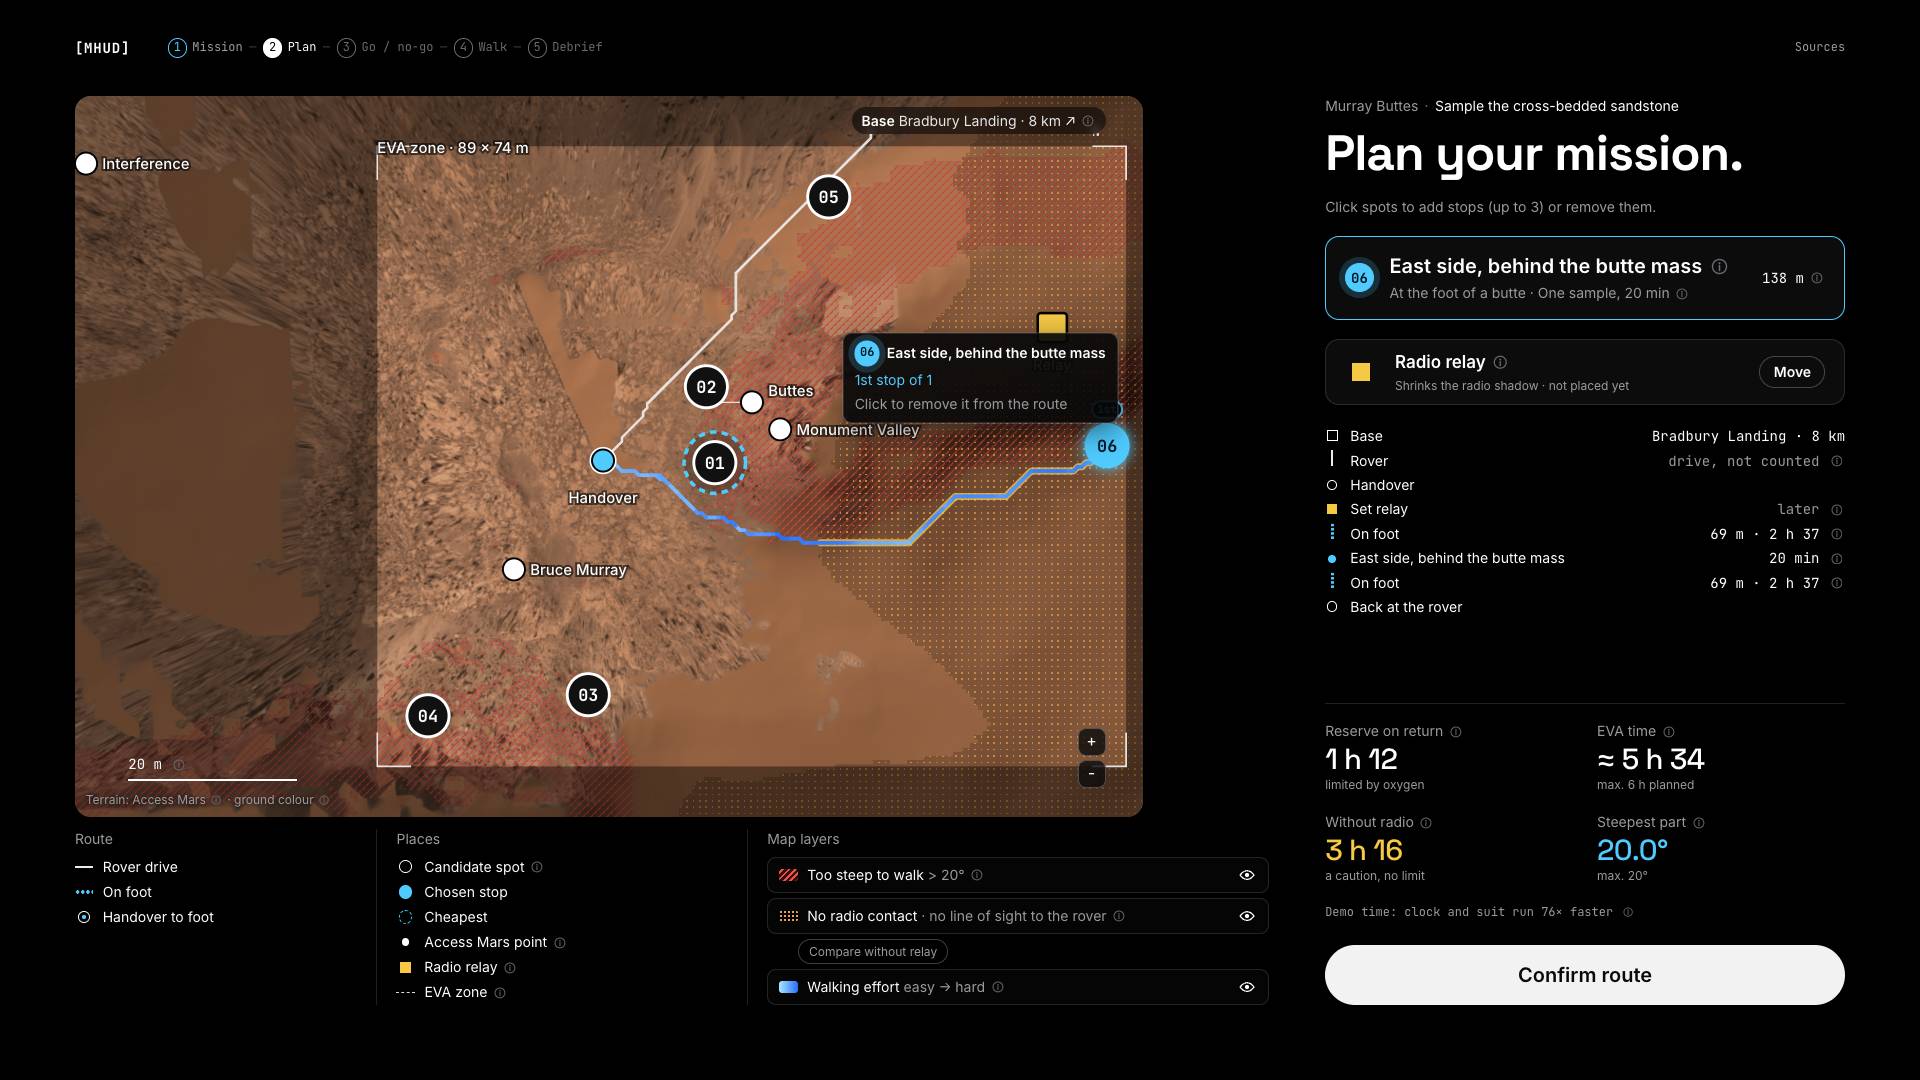 [MHUD]
1 Mission – 2 Plan – 3 Go / no-go – 4 Walk – 5 Debrief
Sources
Base Bradbury Landing · 8 km ↗
EVA zone · 89 × 74 m
Interference
05
02
Buttes
Monument Valley
01
Handover
Bruce Murray
03
04
06 East side, behind the butte mass
1st stop of 1
Click to remove it from the route
06
+
-
20 m
Terrain: Access Mars · ground colour
Route
Rover drive
On foot
Handover to foot
Places
Candidate spot
Chosen stop
Cheapest
Access Mars point
Radio relay
EVA zone
Map layers
Too steep to walk > 20°
No radio contact · no line of sight to the rover
Compare without relay
Walking effort easy → hard
Murray Buttes · Sample the cross-bedded sandstone
Plan your mission.
Click spots to add stops (up to 3) or remove them.
06 East side, behind the butte mass 138 m
At the foot of a butte · One sample, 20 min
Radio relay
Shrinks the radio shadow · not placed yet
Move
Base Bradbury Landing · 8 km
Rover drive, not counted
Handover
Set relay later
On foot 69 m · 2 h 37
East side, behind the butte mass 20 min
On foot 69 m · 2 h 37
Back at the rover
Reserve on return
1 h 12
limited by oxygen
EVA time
≈ 5 h 34
max. 6 h planned
Without radio
3 h 16
a caution, no limit
Steepest part
20.0°
max. 20°
Demo time: clock and suit run 76× faster
Confirm route